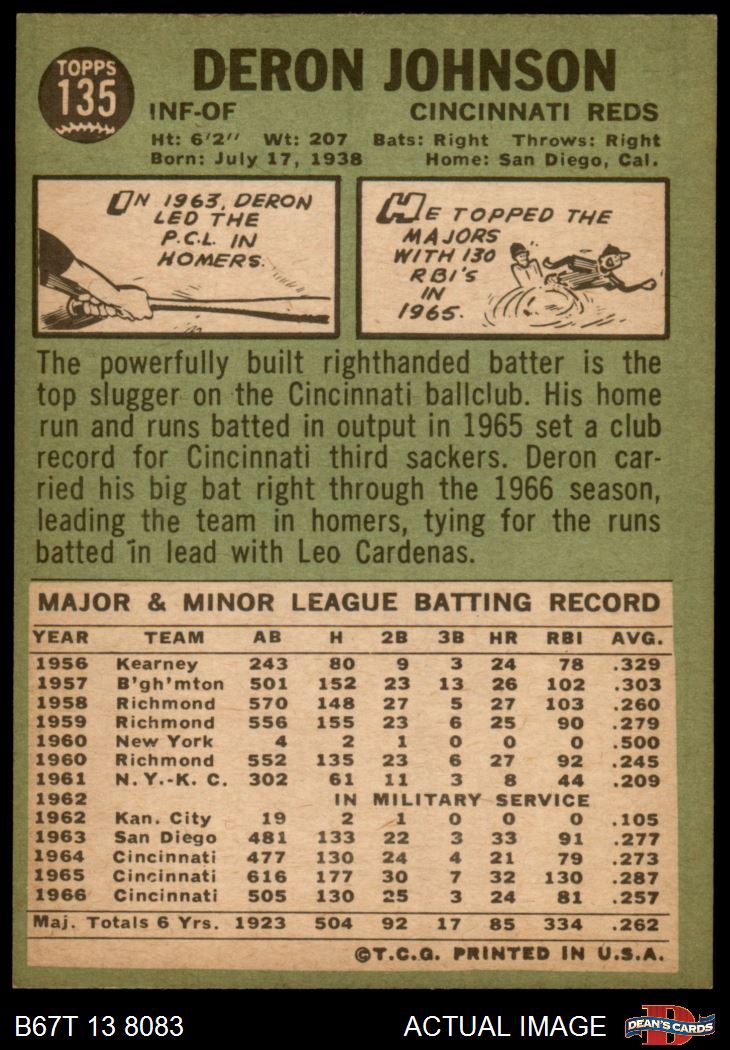 TOPPS
135
DERON JOHNSON
INF-OF CINCINNATI REDS
Ht: 6'2" Wt: 207 Bats: Right Throws: Right
Born: July 17, 1938 Home: San Diego, Cal.
IN 1963, DERON
LED THE
P.C.L. IN
HOMERS.
HE TOPPED THE
MAJORS
WITH 130
RBI'S
IN
1965.
The powerfully built righthanded batter is the
top slugger on the Cincinnati ballclub. His home
run and runs batted in output in 1965 set a club
record for Cincinnati third sackers. Deron car-
ried his big bat right through the 1966 season,
leading the team in homers, tying for the runs
batted in lead with Leo Cardenas.
MAJOR & MINOR LEAGUE BATTING RECORD
YEAR TEAM AB H 2B 3B HR RBI AVG.
1956 Kearney 243 80 9 3 24 78 .329
1957 B'gh'mton 501 152 23 13 26 102 .303
1958 Richmond 570 148 27 5 27 103 .260
1959 Richmond 556 155 23 6 25 90 .279
1960 New York 4 2 1 0 0 0 .500
1960 Richmond 552 135 23 6 27 92 .245
1961 N.Y.-K. C. 302 61 11 3 8 44 .209
1962 IN MILITARY SERVICE
1962 Kan. City 19 2 1 0 0 0 .105
1963 San Diego 481 133 22 3 33 91 .277
1964 Cincinnati 477 130 24 4 21 79 .273
1965 Cincinnati 616 177 30 7 32 130 .287
1966 Cincinnati 505 130 25 3 24 81 .257
Maj. Totals 6 Yrs. 1923 504 92 17 85 334 .262
©T.C.G. PRINTED IN U.S.A.
B67T 13 8083 ACTUAL IMAGE
D
DEAN'S CARDS